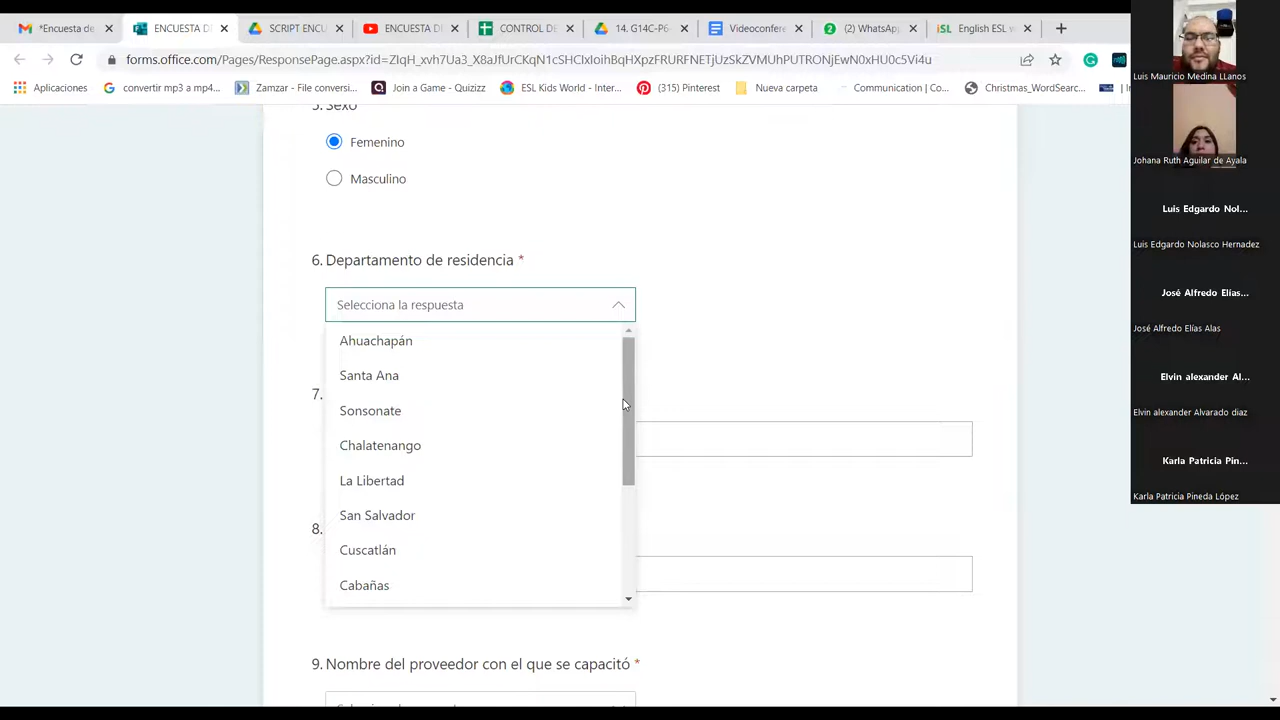 *Encuesta de
ENCUESTA DE
SCRIPT ENCU
ENCUESTA DI
CONTROL DE
14. G14C-P6-
Videoconfere
(2) WhatsApp
English ESL w
forms.office.com/Pages/ResponsePage.aspx?id=
Aplicaciones
convertir mp3 a mp4...
Zamzar - File conversi...
Join a Game - Quizizz
ESL Kids World - Inter...
(315) Pinterest
Nueva carpeta
Communication (Co...
Christmas_WordSearc...
5. Sexo
Femenino
Masculino
6. Departamento de residencia *
Selecciona la respuesta
Ahuachapán
Santa Ana
Sonsonate
Chalatenango
La Libertad
San Salvador
Cuscatlán
Cabañas
7.
8.
9. Nombre del proveedor con el que se capacitó *
Luis Mauricio Medina LLanos
Johana Ruth Aguilar de Ayala
Luis Edgardo Nol...
Luis Edgardo Nolasco Hernadez
José Alfredo Elías...
José Alfredo Elías Alas
Elvin alexander Al...
Elvin alexander Alvarado diaz
Karla Patricia Pin...
Karla Patricia Pineda López